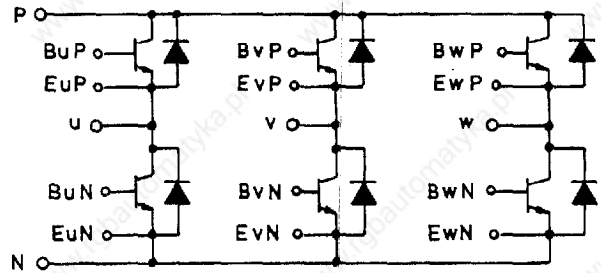 P
BuP BvP BwP
EuP EvP EwP
u v w
BuN BvN BwN
EuN EvN EwN
N